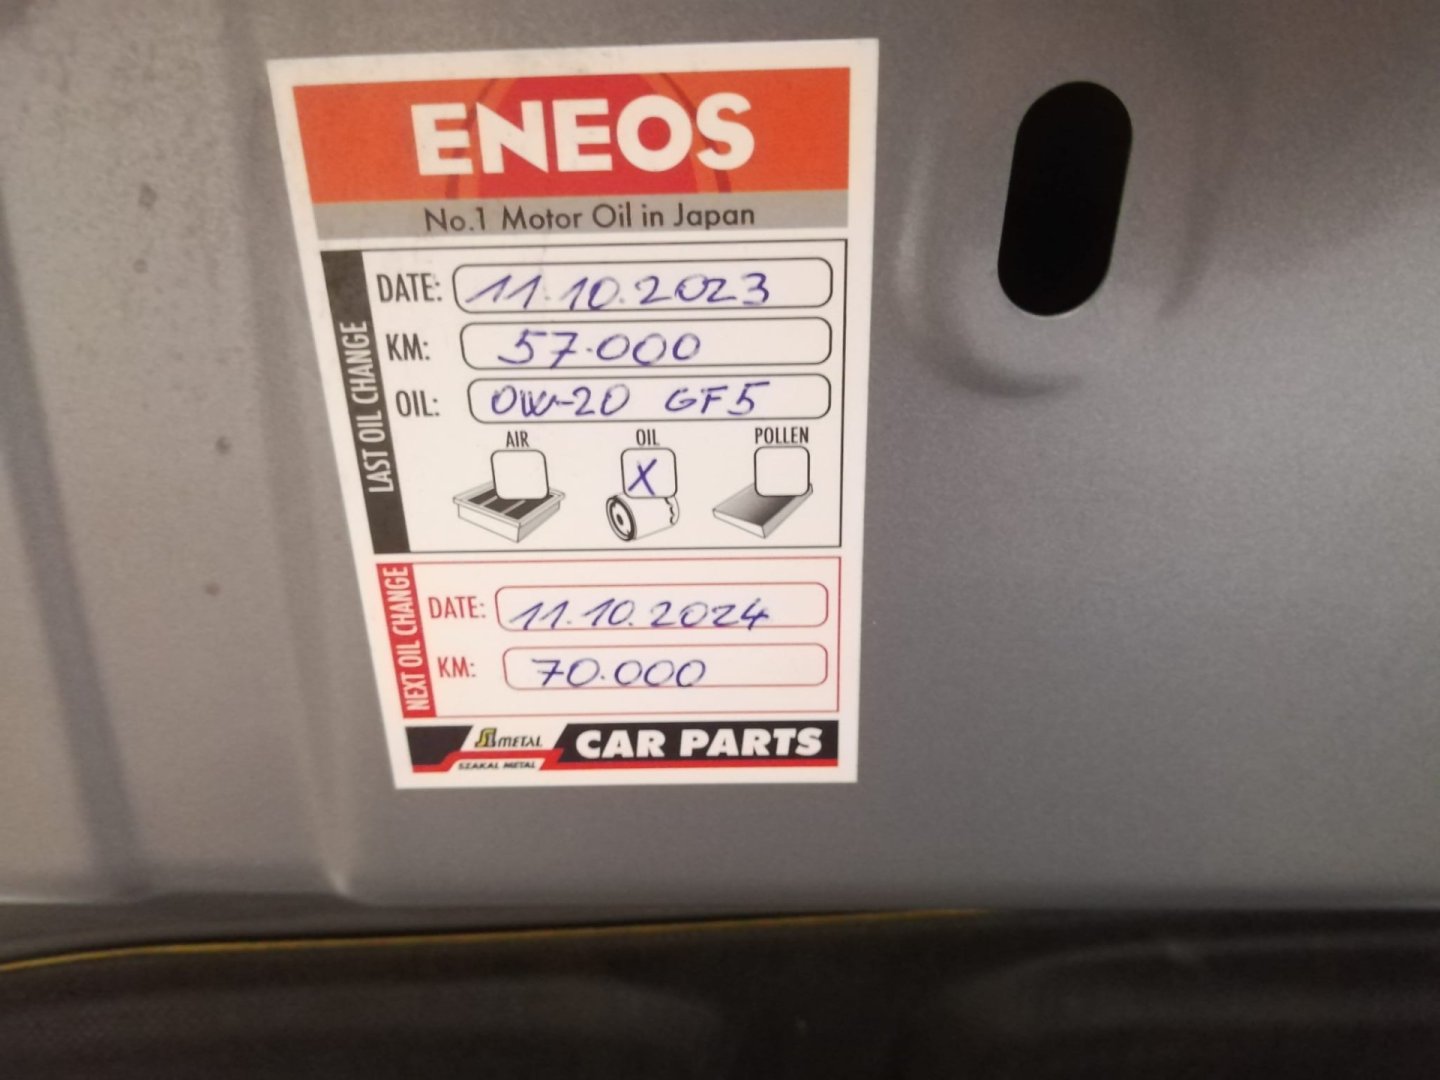 ENEOS
No.1 Motor Oil in Japan
LAST OIL CHANGE
DATE: 11.10.2023
KM: 57.000
OIL: 0W-20 GF5
AIR OIL POLLEN
X
NEXT OIL CHANGE
DATE: 11.10.2024
KM: 70.000
METAL
SZAKAL METAL
CAR PARTS